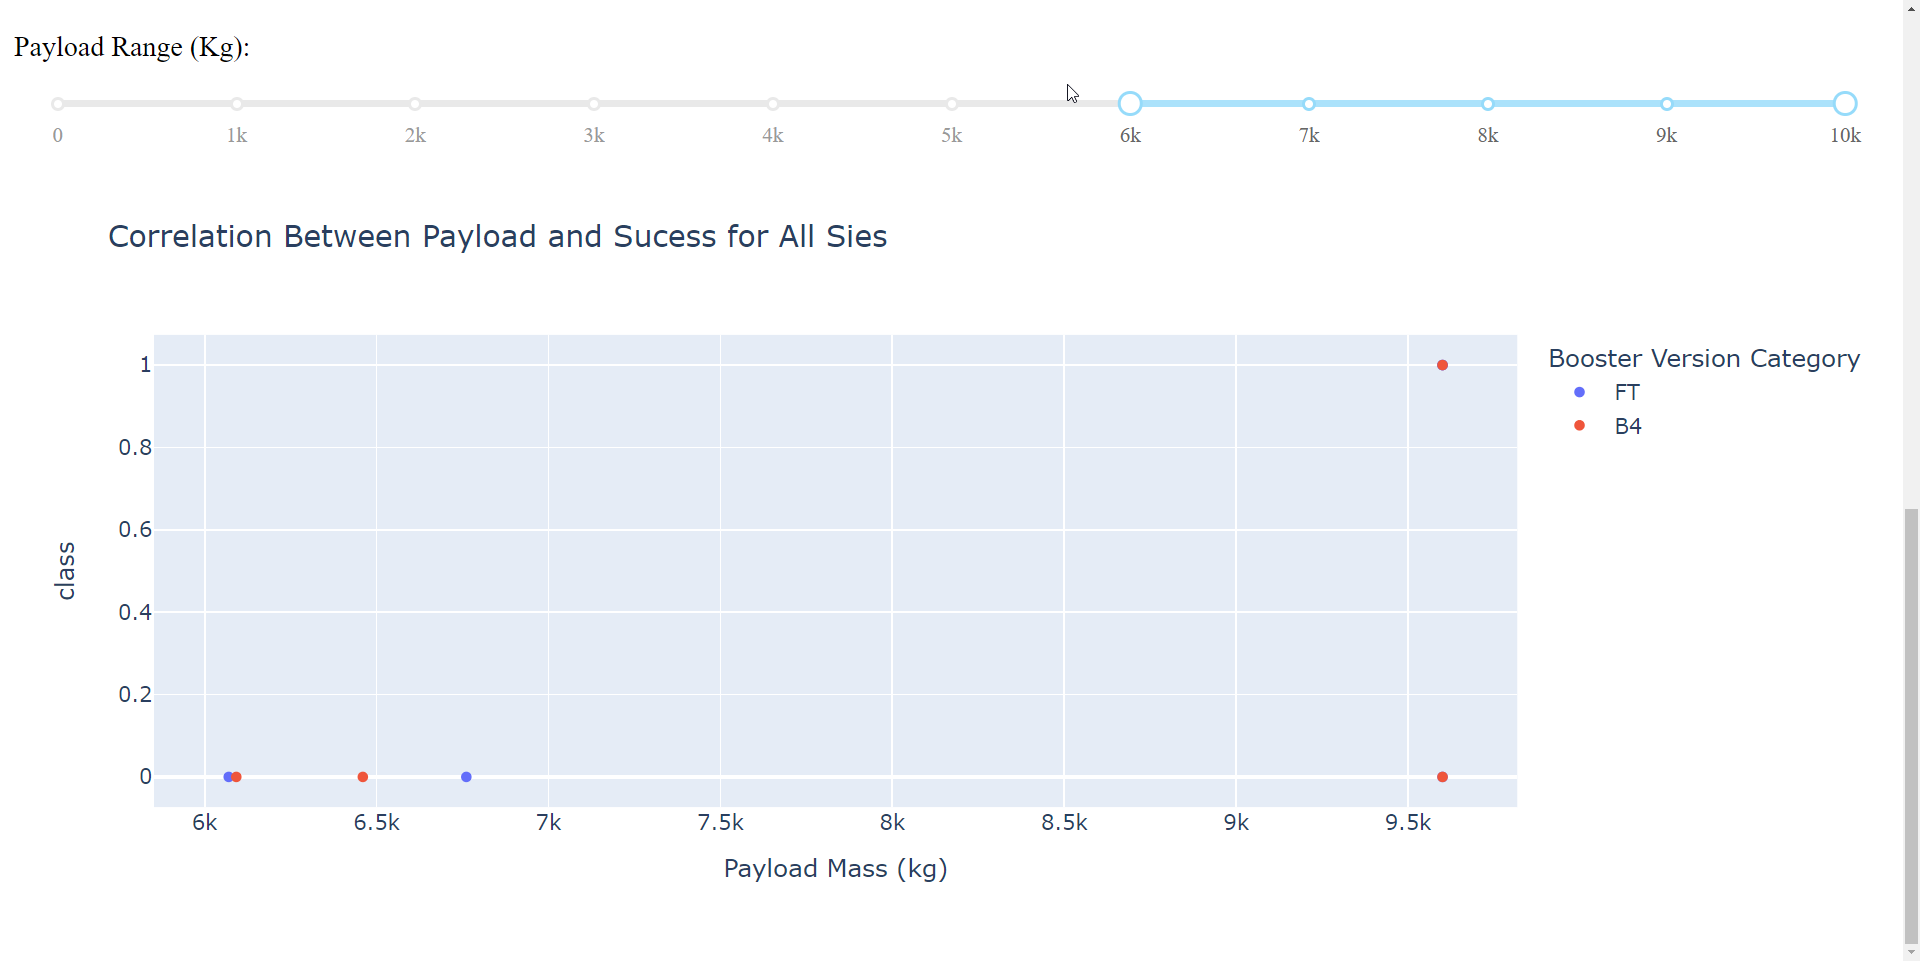 Payload Range (Kg):
0 1k 2k 3k 4k 5k 6k 7k 8k 9k 10k
Correlation Between Payload and Sucess for All Sies
Booster Version Category
FT
B4
1
0.8
0.6
0.4
0.2
0
class
6k 6.5k 7k 7.5k 8k 8.5k 9k 9.5k
Payload Mass (kg)